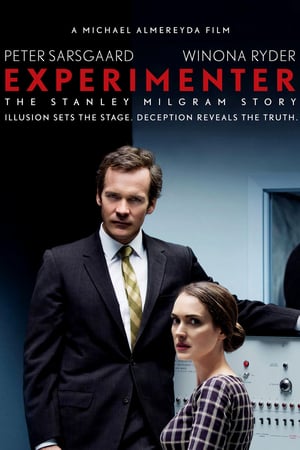 A MICHAEL ALMEREYDA FILM
PETER SARSGAARD WINONA RYDER
EXPERIMENTER
THE STANLEY MILGRAM STORY
ILLUSION SETS THE STAGE. DECEPTION REVEALS THE TRUTH.